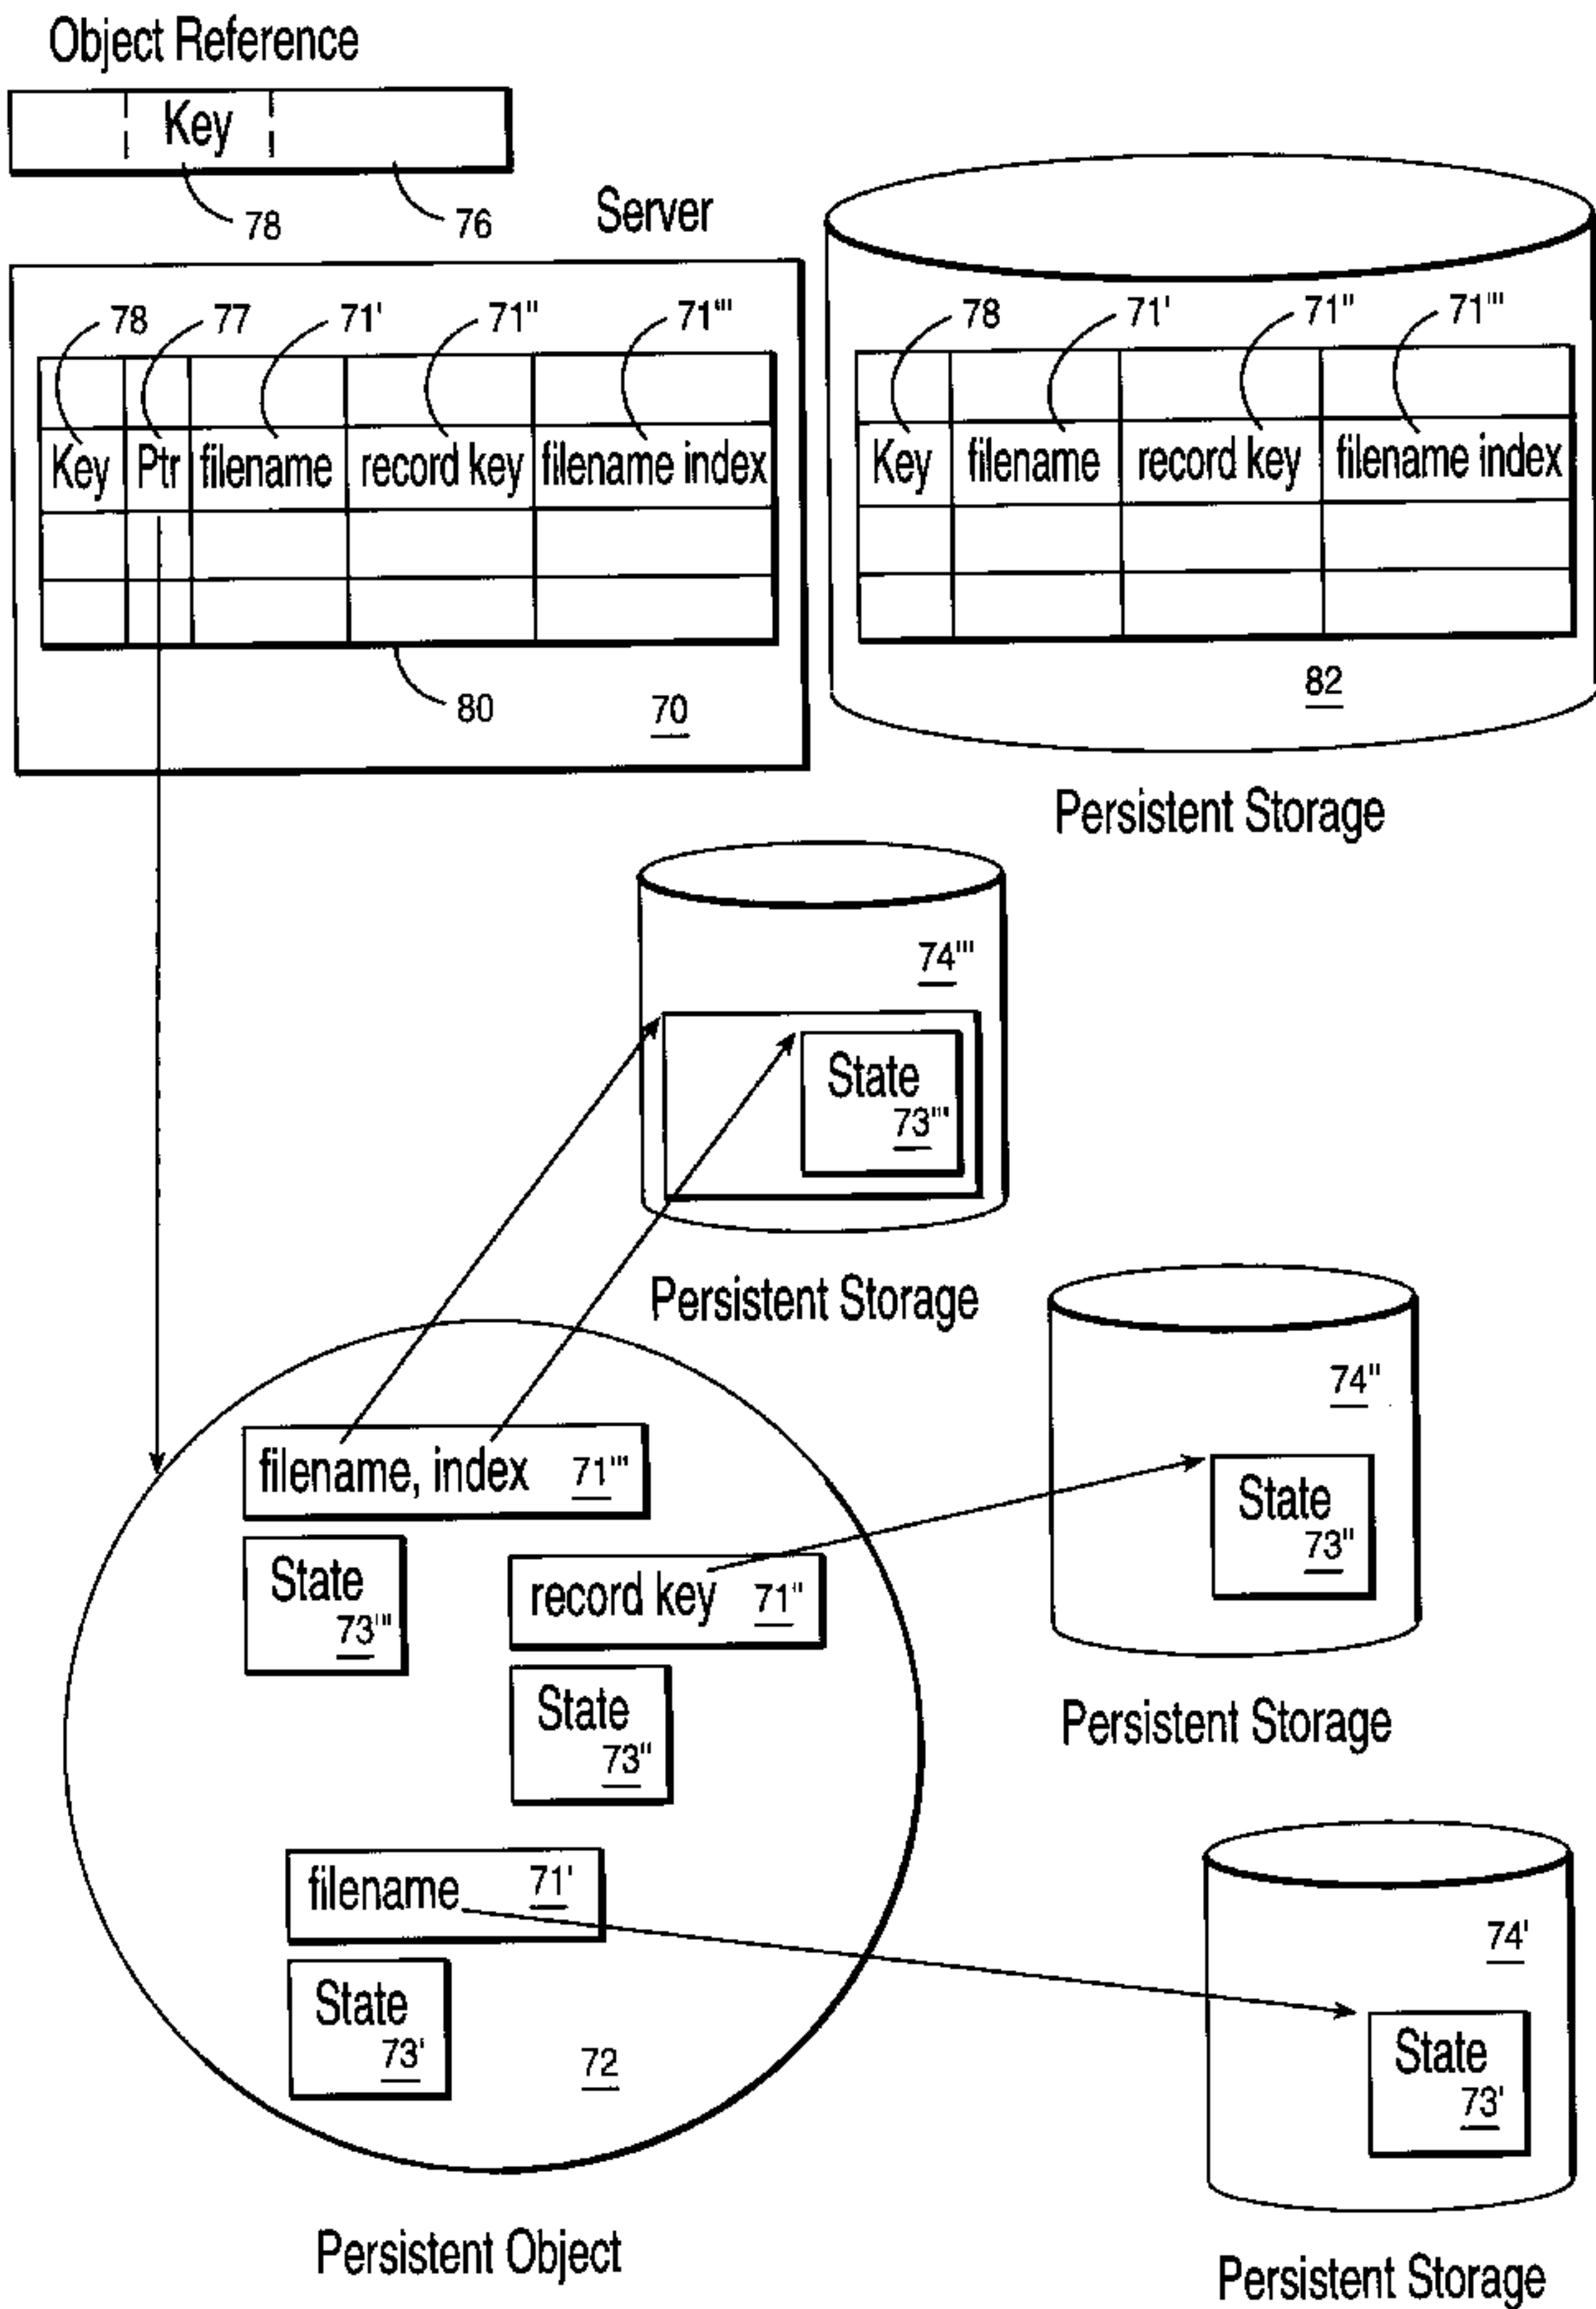 Object Reference
Key
78 76
Server
78 77 71' 71" 71'"
Key Ptr filename record key filename index
80 70
78 71' 71" 71'"
Key filename record key filename index
82
Persistent Storage
74'"
State
73'"
Persistent Storage
74"
State
73"
Persistent Storage
filename, index 71'"
State
73'"
record key 71"
State
73"
filename 71'
State
73'
72
Persistent Object
74'
State
73'
Persistent Storage